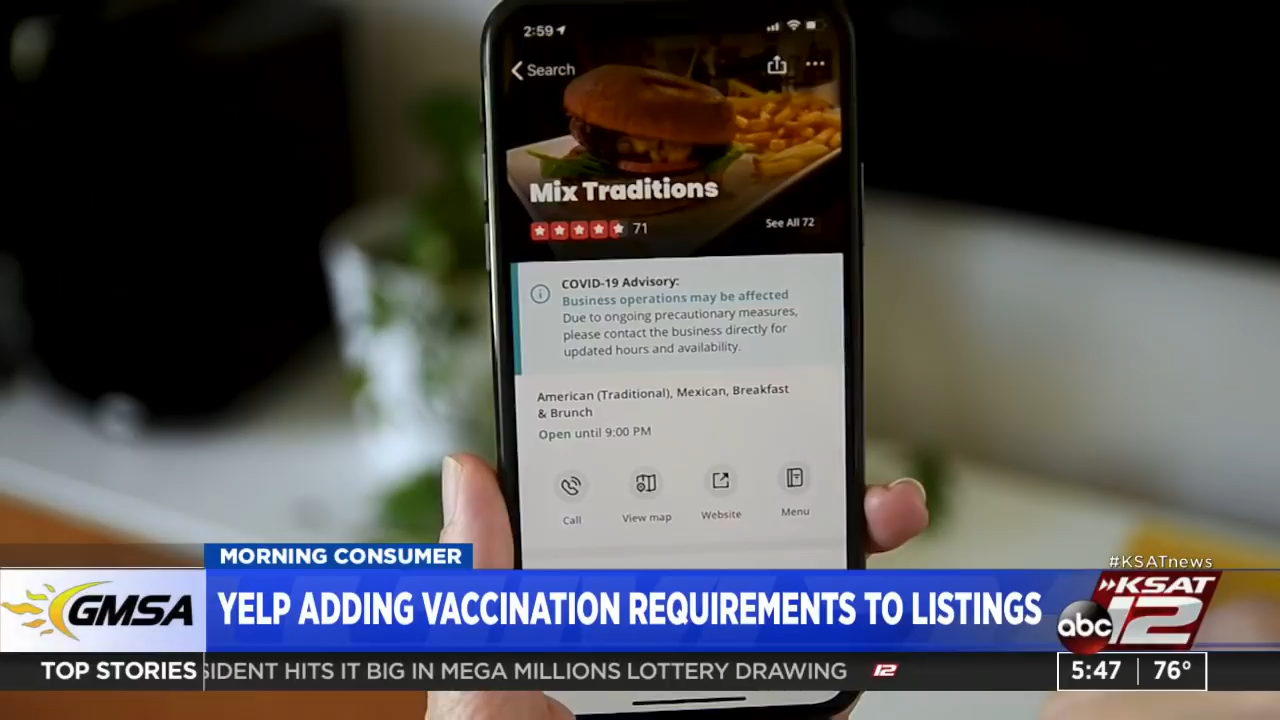 2:59
Search
Mix Traditions
71
See All 72
COVID-19 Advisory:
Business operations may be affected
Due to ongoing precautionary measures,
please contact the business directly for
updated hours and availability.
American (Traditional), Mexican, Breakfast
& Brunch
Open until 9:00 PM
Call
View map
Website
Menu
MORNING CONSUMER
#KSATnews
GMSA
YELP ADDING VACCINATION REQUIREMENTS TO LISTINGS
abc
KSAT
12
TOP STORIES
HITS IT BIG IN MEGA MILLIONS LOTTERY DRAWING
12
5:47
76°